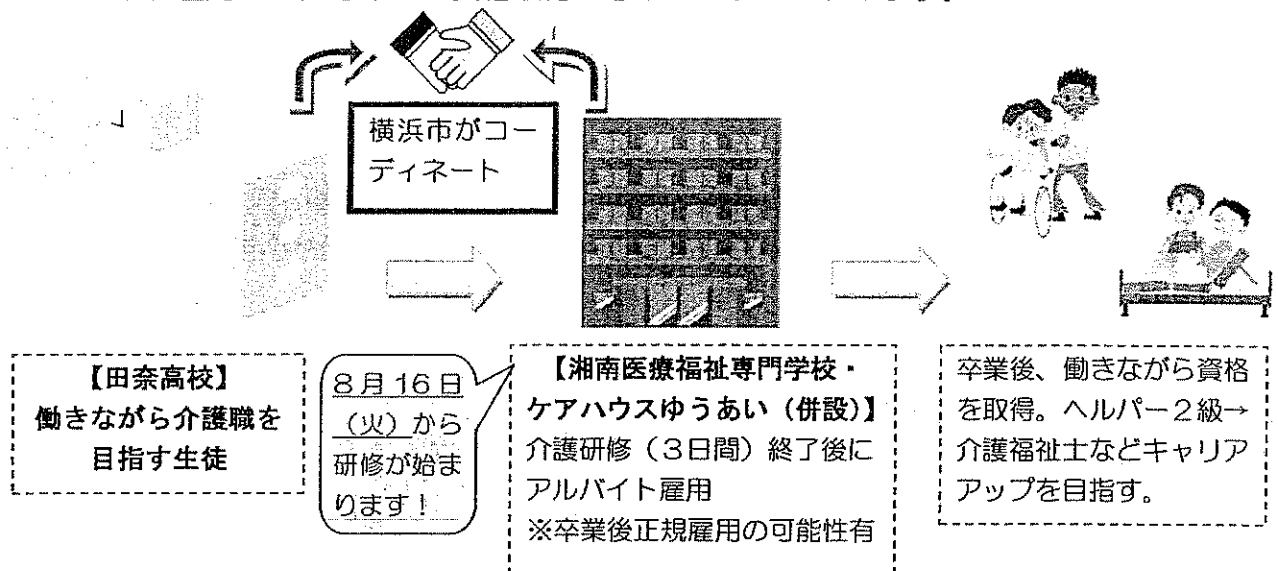 横浜市がコー
ディネート
【田奈高校】
働きながら介護職を
目指す生徒
8月16日
(火)から
研修が始ま
ります！
【湘南医療福祉専門学校・
ケアハウスゆうあい（併設）】
介護研修（3日間）終了後に
アルバイト雇用
※卒業後正規雇用の可能性有
卒業後、働きながら資格
を取得。ヘルパー2級→
介護福祉士などキャリア
アップを目指す。